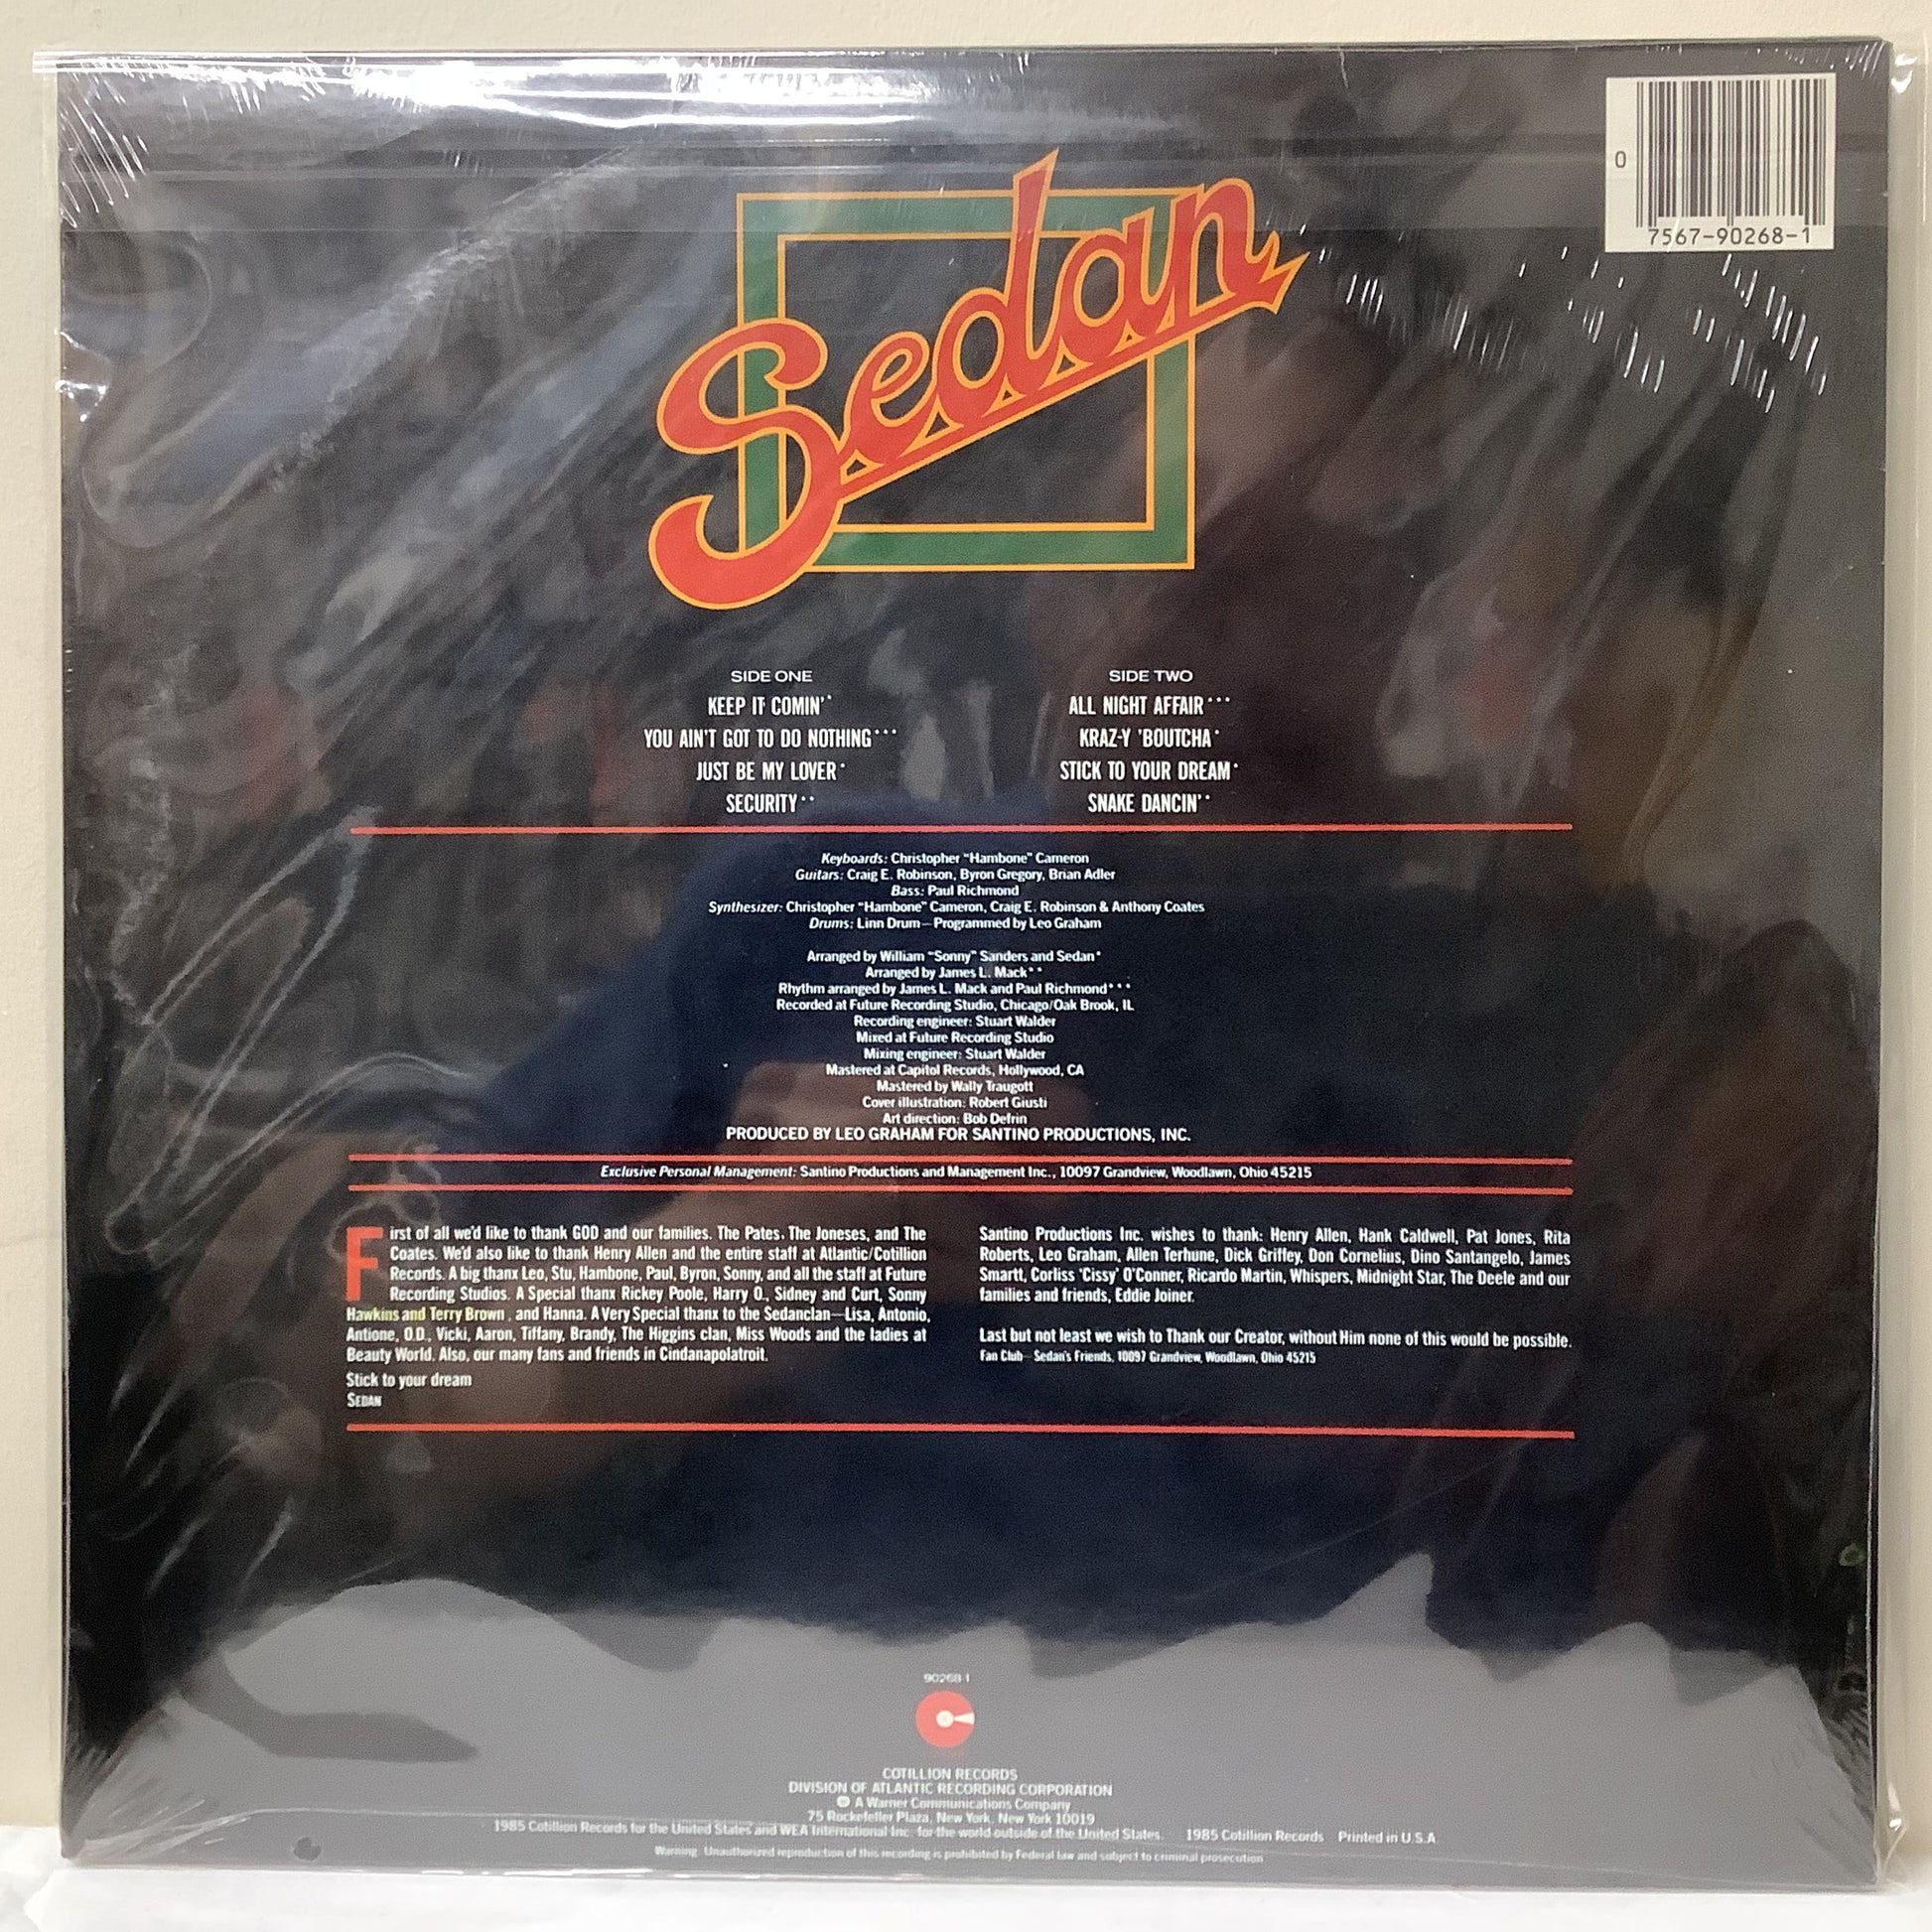 0
7567-90268-1
Sedan
SIDE ONE
KEEP IT COMIN'**
YOU AIN'T GOT TO DO NOTHING***
JUST BE MY LOVER*
SECURITY**
SIDE TWO
ALL NIGHT AFFAIR***
KRAZ-Y 'BOUTCHA*
STICK TO YOUR DREAM*
SNAKE DANCIN'*
Keyboards: Christopher "Hambone" Cameron
Guitars: Craig E. Robinson, Byron Gregory, Brian Adler
Bass: Paul Richmond
Synthesizer: Christopher "Hambone" Cameron, Craig E. Robinson & Anthony Coates
Drums: Linn Drum—Programmed by Leo Graham
Arranged by William "Sonny" Sanders and Sedan*
Arranged by James L. Mack**
Rhythm arranged by James L. Mack and Paul Richmond***
Recorded at Future Recording Studio, Chicago/Oak Brook, IL
Recording engineer: Stuart Walder
Mixed at Future Recording Studio
Mixing engineer: Stuart Walder
Mastered at Capitol Records, Hollywood, CA
Mastered by Wally Traugott
Cover illustration: Robert Giusti
Art direction: Bob Defrin
PRODUCED BY LEO GRAHAM FOR SANTINO PRODUCTIONS, INC.
Exclusive Personal Management: Santino Productions and Management Inc., 10097 Grandview, Woodlawn, Ohio 45215
First of all we'd like to thank GOD and our families. The Pates, The Joneses, and The
Coates. We'd also like to thank Henry Allen and the entire staff at Atlantic/Cotillion
Records. A big thanx Leo, Stu, Hambone, Paul, Byron, Sonny, and all the staff at Future
Recording Studios. A Special thanx Rickey Poole, Harry O., Sidney and Curt, Sonny
Hawkins and Terry Brown , and Hanna. A Very Special thanx to the Sedanclan—Lisa, Antonio,
Antione, O.D., Vicki, Aaron, Tiffany, Brandy, The Higgins clan, Miss Woods and the ladies at
Beauty World. Also, our many fans and friends in Cindanapolatroit.
Stick to your dream
SEDAN
Santino Productions Inc. wishes to thank: Henry Allen, Hank Caldwell, Pat Jones, Rita
Roberts, Leo Graham, Allen Terhune, Dick Griffey, Don Cornelius, Dino Santangelo, James
Smartt, Corliss 'Cissy' O'Conner, Ricardo Martin, Whispers, Midnight Star, The Deele and our
families and friends, Eddie Joiner.
Last but not least we wish to Thank our Creator, without Him none of this would be possible.
Fan Club—Sedan's Friends, 10097 Grandview, Woodlawn, Ohio 45215
90268-1
COTILLION RECORDS
DIVISION OF ATLANTIC RECORDING CORPORATION
A Warner Communications Company
75 Rockefeller Plaza, New York, New York 10019
1985 Cotillion Records for the United States and WEA International Inc. for the world outside of the United States. 1985 Cotillion Records Printed in U.S.A.
Warning: Unauthorized reproduction of this recording is prohibited by Federal law and subject to criminal prosecution